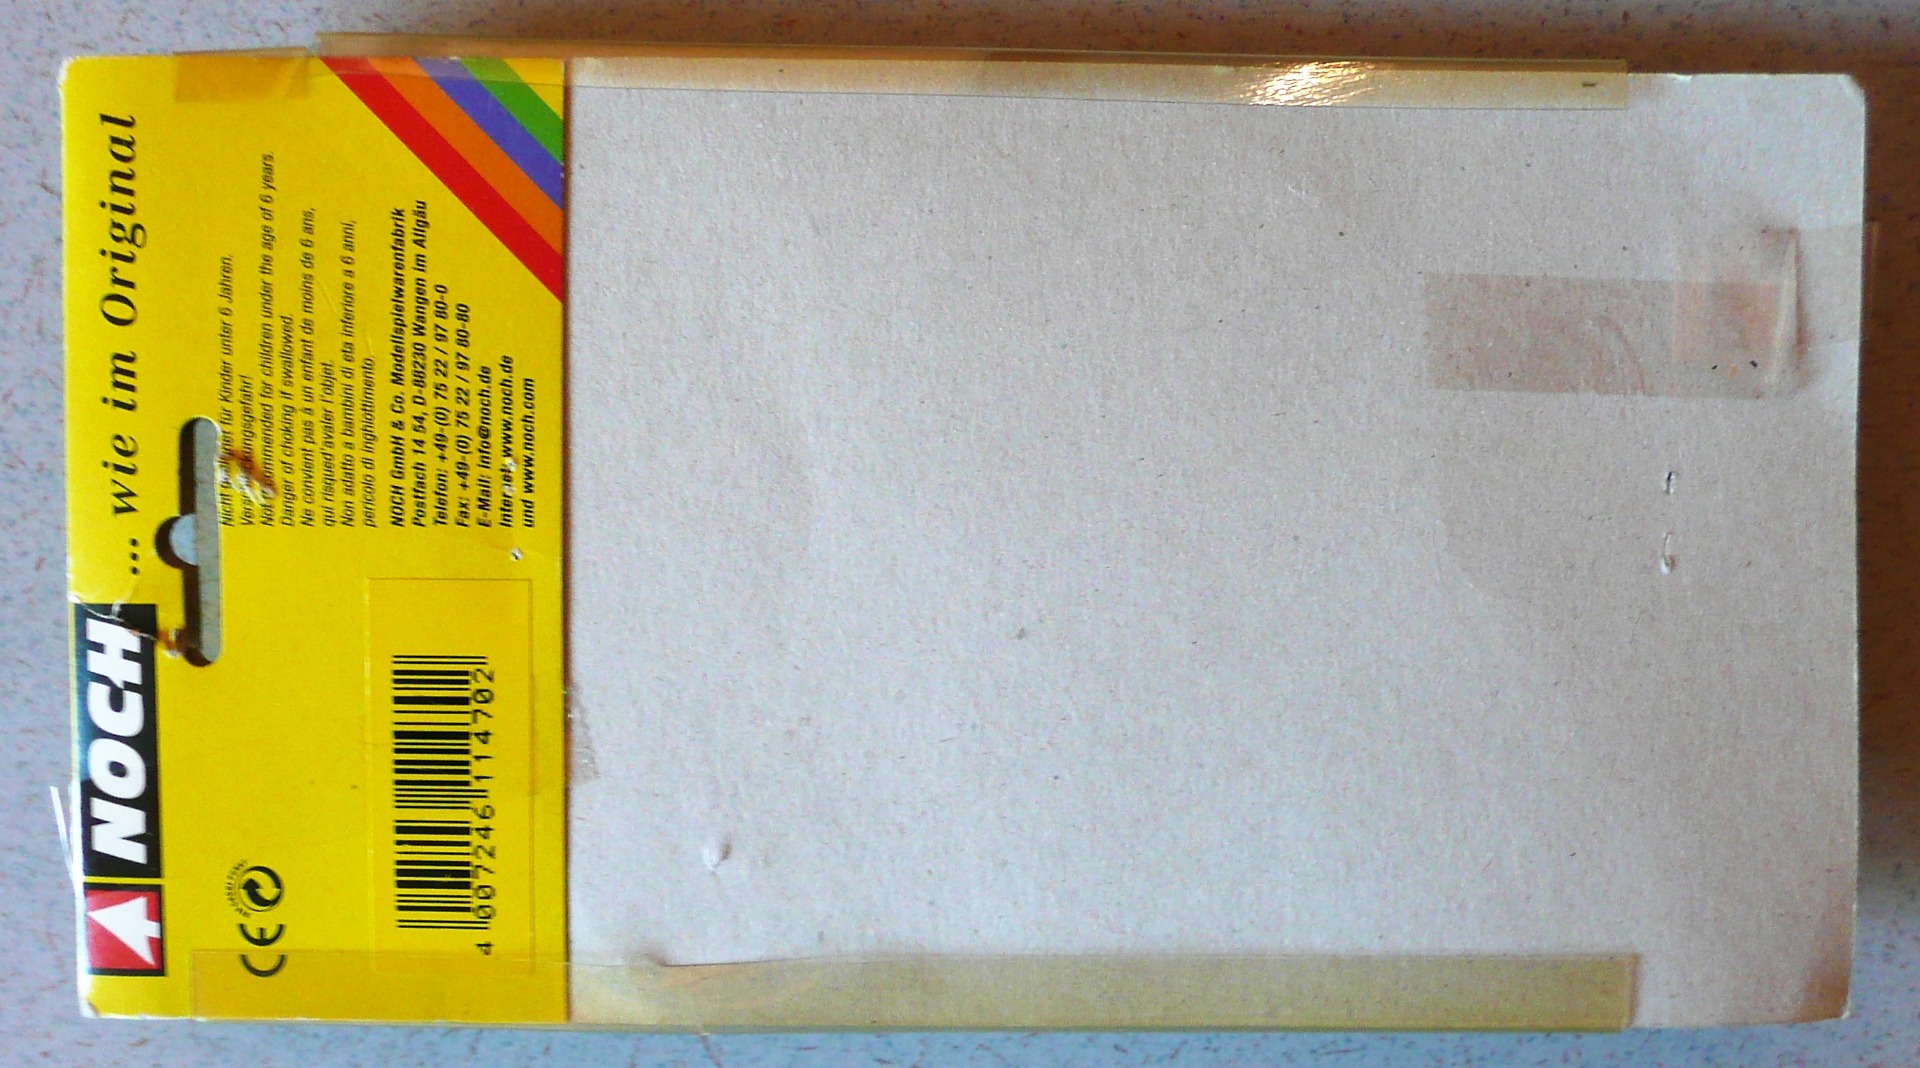 NOCH ... wie im Original
Nicht für Kinder unter 6 Jahren.
Not recommended for children under the age of 6 years.
Danger of choking if swallowed.
Ne convient pas à un enfant de moins de 6 ans,
qui risqued'avaler l'objet.
Non adatto a bambini di eta inferiore a 6 anni,
pericolo di inghiottimento.
NOCH GmbH & Co. Modellspielwarenfabrik
Postfach 14 54, D-88230 Wangen im Allgäu
Telefon: +49-(0) 75 22 / 97 80-0
Fax: +49-(0) 75 22 / 97 80-80
E-Mail: info@noch.de
Internet: www.noch.de
und www.noch.com
CE
4 007246 114702